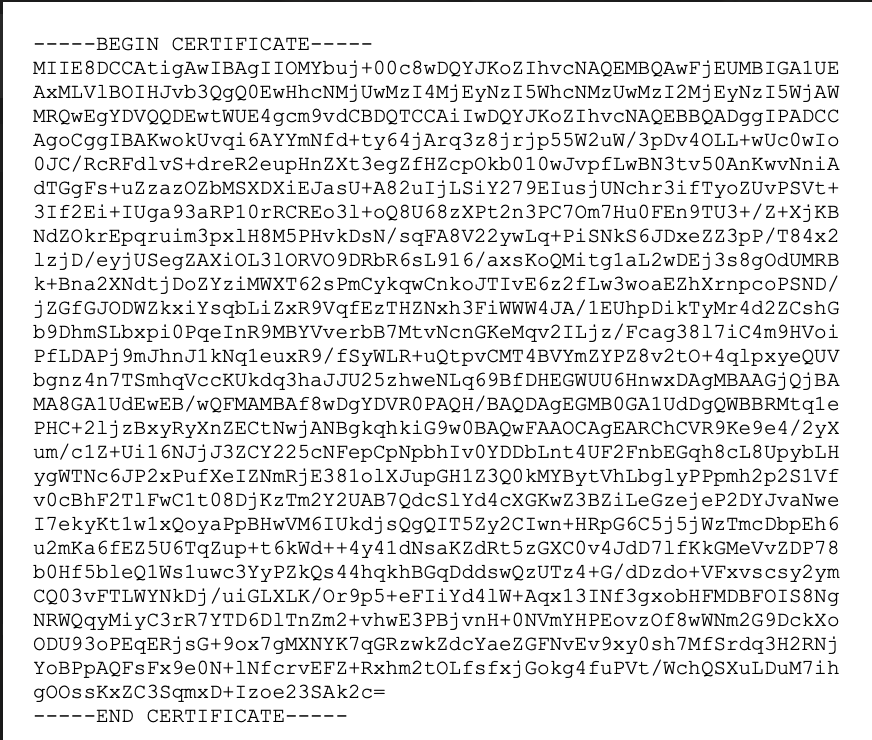 -----BEGIN CERTIFICATE-----
MIIE8DCCAtigAwIBAgIIOMYbuj+00c8wDQYJKoZIhvcNAQEMBQAwFjEUMBIGA1UE
AxMLVlBOIHJvb3QgQ0EwHhcNMjUwMzI4MjEyNzI5WhcNMzUwMzI2MjEyNzI5WjAW
MRQwEgYDVQQDEwtWUE4gcm9vdCBDQTCCAiIwDQYJKoZIhvcNAQEBBQADggIPADCC
AgoCggIBAKwokUvqi6AYYmNfd+ty64jArq3z8jrjp55W2uW/3pDv4OLL+wUc0wIo
0JC/RcRFdlvS+dreR2eupHnZXt3egZfHZcpOkb010wJvpfLwBN3tv50AnKwvNniA
dTGgFs+uZzazOZbMSXDXiEJasU+A82uIjLSiY279EIusjUNchr3ifTyoZUvPSVt+
3If2Ei+IUga93aRP10rRCREo3l+oQ8U68zXPt2n3PC7Om7Hu0FEn9TU3+/Z+XjKB
NdZOkrEpqruim3pxlH8M5PHvkDsN/sqFA8V22ywLq+PiSNkS6JDxeZZ3pP/T84x2
lzjD/eyjUSegZAXiOL3lORVO9DRbR6sL916/axsKoQMitg1aL2wDEj3s8gOdUMRB
k+Bna2XNdtjDoZYziMWXT62sPmCykqwCnkoJTIvE6z2fLw3woaEZhXrnpcoPSND/
jZGfGJODWZkxiYsqbLiZxR9VqfEzTHZNxh3FiWWW4JA/1EUhpDikTyMr4d2ZCshG
b9DhmSLbxpi0PqeInR9MBYVverbB7MtvNcnGKeMqv2ILjz/Fcag38l7iC4m9HVoi
PfLDAPj9mJhnJ1kNq1euxR9/fSyWLR+uQtpvCMT4BVYmZYPZ8v2tO+4qlpxyeQUV
bgnz4n7TSmhqVccKUkdq3haJJU25zhweNLq69BfDHEGWUU6HnwxDAgMBAAGjQjBA
MA8GA1UdEwEB/wQFMAMBAf8wDgYDVR0PAQH/BAQDAgEGMB0GA1UdDgQWBBRMtq1e
PHC+2ljzBxyRyXnZECtNwjANBgkqhkiG9w0BAQwFAAOCAgEARChCVR9Ke9e4/2yX
um/c1Z+Ui16NJjJ3ZCY225cNFepCpNpbhIv0YDDbLnt4UF2FnbEGqh8cL8UpybLH
ygWTNc6JP2xPufXeIZNmRjE381olXJupGH1Z3Q0kMYBytVhLbglyPPpmh2p2S1Vf
v0cBhF2TlFwC1t08DjKzTm2Y2UAB7QdcSlYd4cXGKwZ3BZiLeGzejeP2DYJvaNwe
I7ekyKt1w1xQoyaPpBHwVM6IUkdjsQgQIT5Zy2CIwn+HRpG6C5j5jWzTmcDbpEh6
u2mKa6fEZ5U6TqZup+t6kWd++4y41dNsaKZdRt5zGXC0v4JdD7lfKkGMeVvZDP78
b0Hf5bleQ1Ws1uwc3YyPZkQs44hqkhBGqDddswQzUTz4+G/dDzdo+VFxvscsy2ym
CQ03vFTLWYNkDj/uiGLXLK/Or9p5+eFIiYd4lW+Aqx13INf3gxobHFMDBFOIS8Ng
NRWQqyMiyC3rR7YTD6DlTnZm2+vhwE3PBjvnH+0NVmYHPEovzOf8wWNm2G9DckXo
ODU93oPEqERjsG+9ox7gMXNYK7qGRzwkZdcYaeZGFNvEv9xy0sh7MfSrdq3H2RNj
YoBPpAQFsFx9e0N+lNfcrvEFZ+Rxhm2tOLfsfxjGokg4fuPVt/WchQSXuLDuM7ih
gOOssKxZC3SqmxD+Izoe23SAk2c=
-----END CERTIFICATE-----